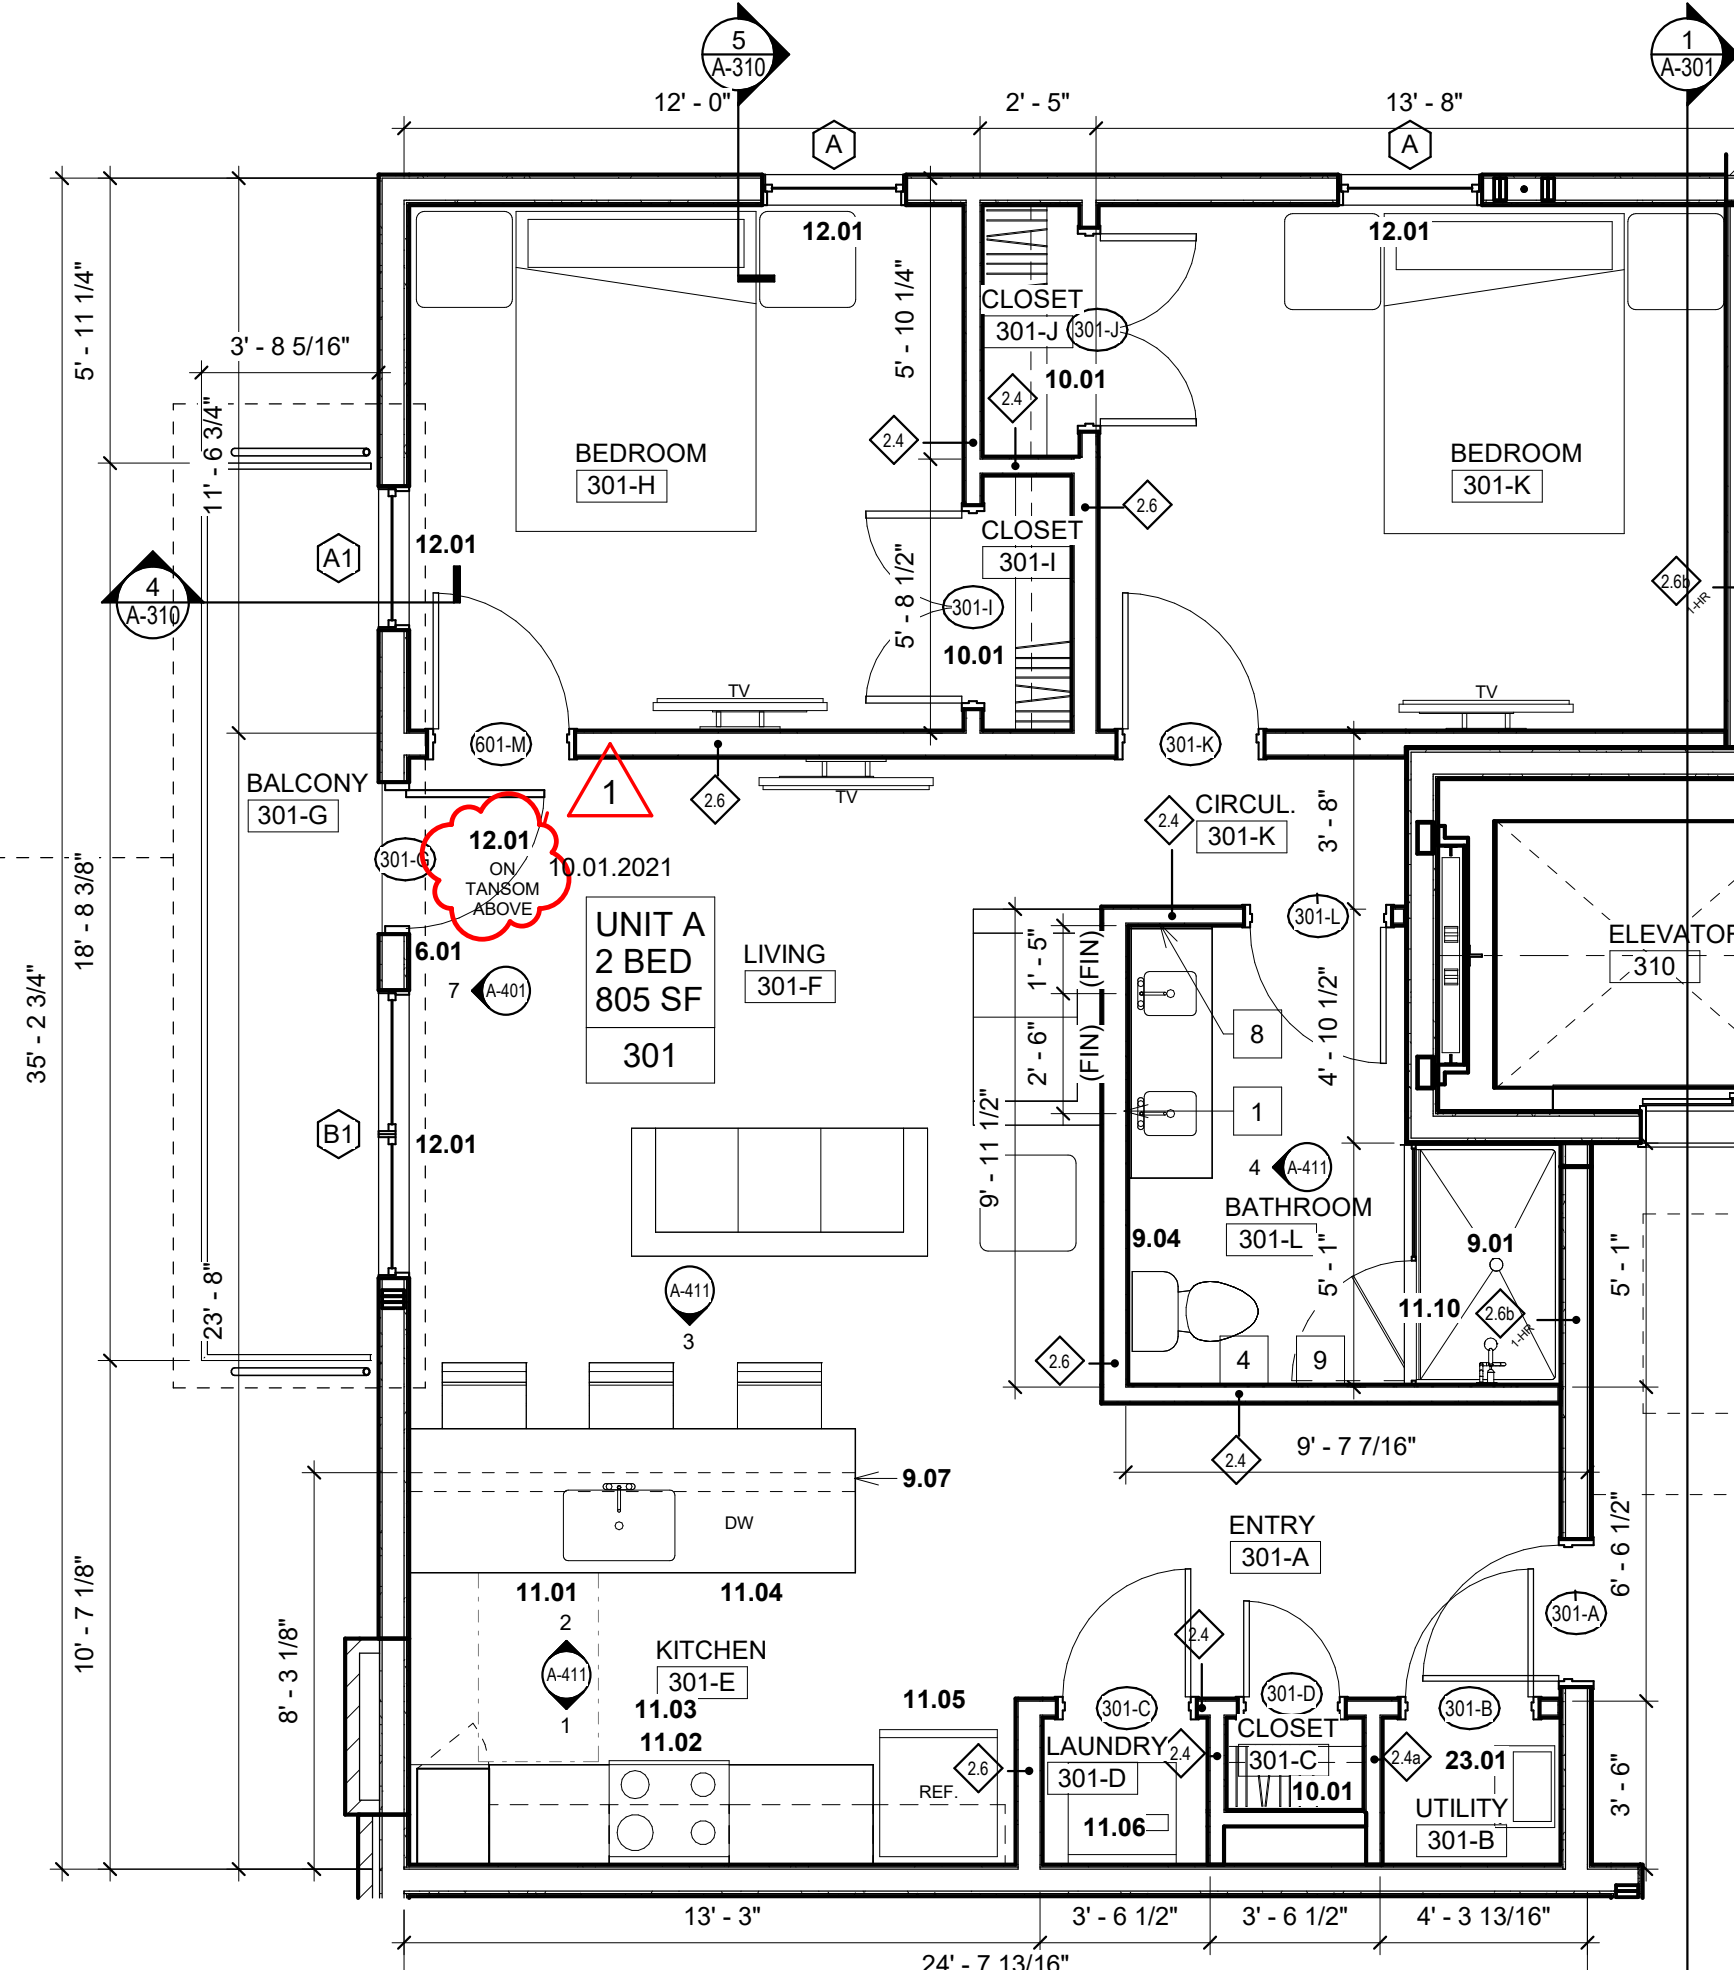 5
A-310
1
A-301
12' - 0"
2' - 5"
13' - 8"
A
A
12.01
12.01
5' - 11 1/4"
3' - 8 5/16"
11' - 6 3/4"
5' - 10 1/4"
CLOSET
301-J
301-J
10.01
2.4
2.4
BEDROOM
301-H
BEDROOM
301-K
2.6
12.01
A1
CLOSET
301-I
301-I
5' - 8 1/2"
10.01
4
A-310
2.6b
1-HR
TV
TV
601-M
301-K
1
2.6
TV
BALCONY
301-G
301-G
12.01
ON
TANSOM
ABOVE
10.01.2021
2.4
CIRCUL.
301-K
3' - 8"
18' - 8 3/8"
35' - 2 3/4"
UNIT A
2 BED
805 SF
301
LIVING
301-F
6.01
7
A-401
301-L
1' - 5"
(FIN)
2' - 6"
(FIN)
8
1
4' - 10 1/2"
ELEVATOR
310
B1
12.01
9' - 11 1/2"
4
A-411
BATHROOM
301-L
9.04
9.01
5' - 1"
5' - 1"
11.10
2.6b
1-HR
23' - 8"
A-411
3
2.6
4
9
2.4
9' - 7 7/16"
9.07
DW
ENTRY
301-A
6' - 6 1/2"
301-A
10' - 7 1/8"
8' - 3 1/8"
11.01
11.04
2
A-411
1
KITCHEN
301-E
11.03
11.02
11.05
REF.
2.4
301-C
301-D
301-B
2.6
LAUNDRY
301-D
11.06
2.4
CLOSET
301-C
10.01
2.4a
23.01
UTILITY
301-B
3' - 6"
13' - 3"
3' - 6 1/2"
3' - 6 1/2"
4' - 3 13/16"
24' - 7 13/16"